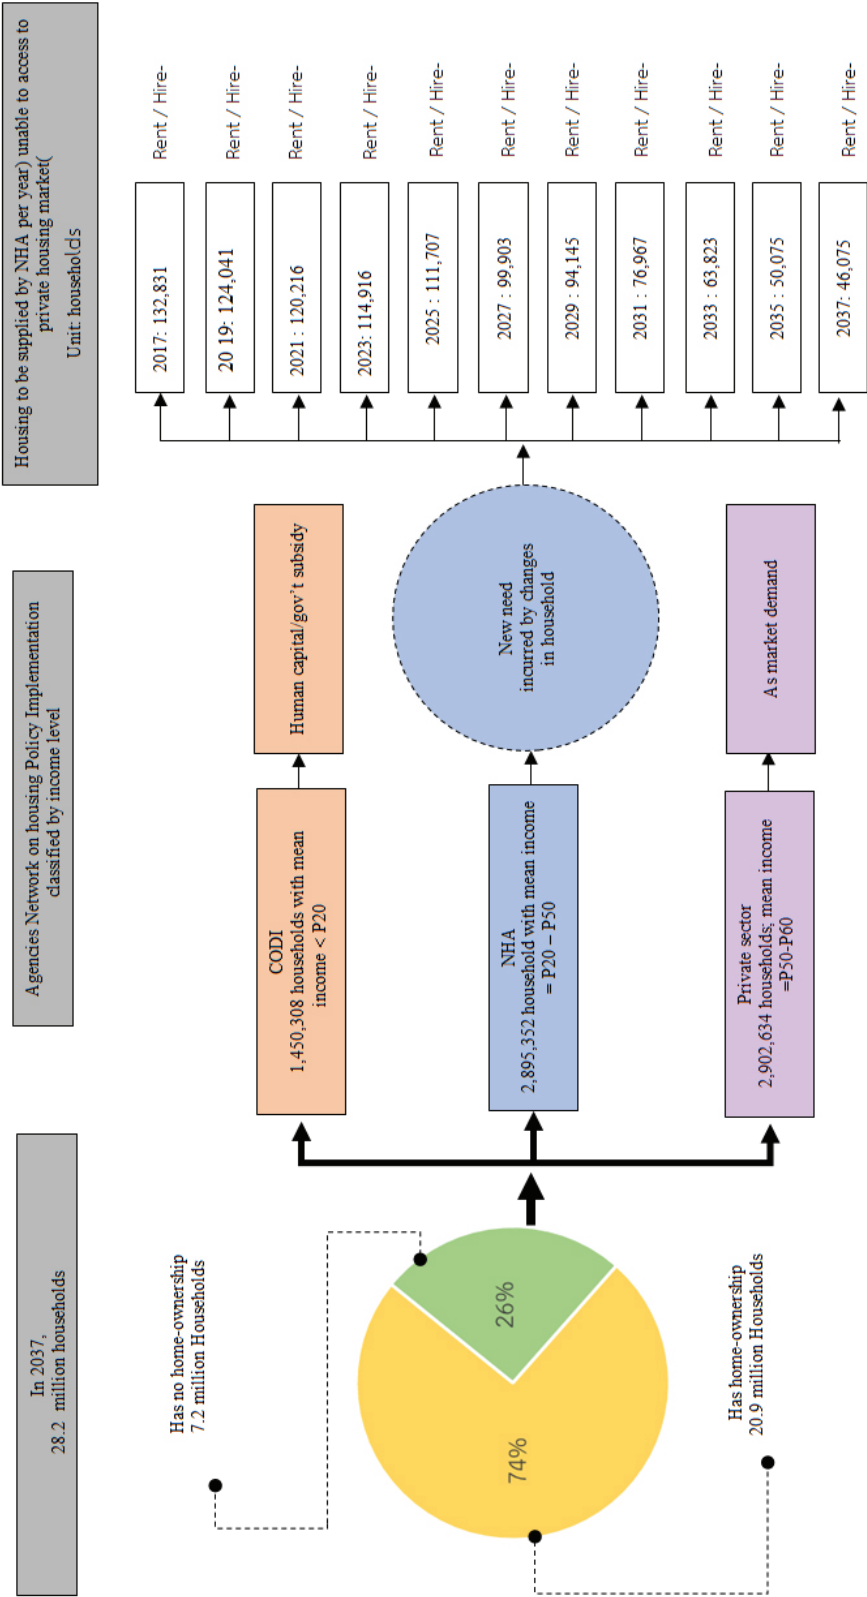 In 2037,
28.2 million households
Agencies Network on housing Policy Implementation
classified by income level
Housing to be supplied by NHA per year) unable to access to
private housing market(
Unit: households
Has no home-ownership
7.2 million Households
74%
26%
Has home-ownership
20.9 million Households
CODI
1,450,308 households with mean
income < P20
Human capital/gov't subsidy
NHA
2,895,352 household with mean income
= P20 – P50
New need
incurred by changes
in household
Private sector
2,902,634 households; mean income
=P50-P60
As market demand
2017: 132,831
Rent / Hire-
20 19: 124,041
Rent / Hire-
2021 : 120,216
Rent / Hire-
2023: 114,916
Rent / Hire-
2025 : 111,707
Rent / Hire-
2027 : 99,903
Rent / Hire-
2029 : 94,145
Rent / Hire-
2031 : 76,967
Rent / Hire-
2033 : 63,823
Rent / Hire-
2035 : 50,075
Rent / Hire-
2037: 46,075
Rent / Hire-